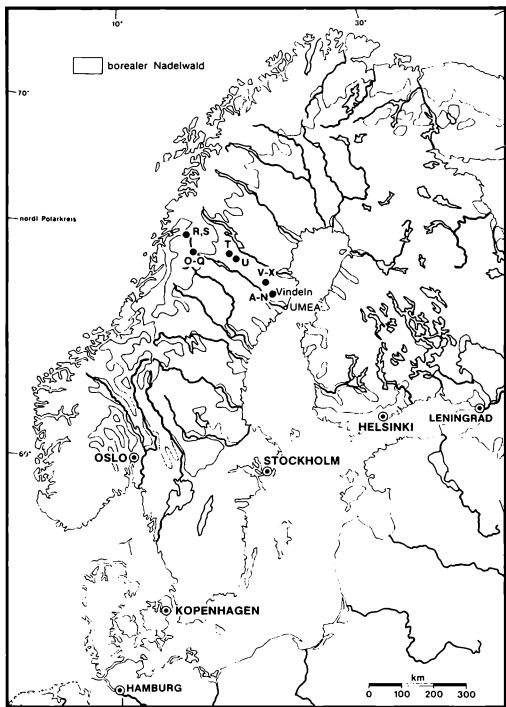 10°
30°
borealer Nadelwald
70°
nordl Polarkreis
R,S
T
U
O-Q
V-X
Vindeln
A-N
UMEA
HELSINKI
LENINGRAD
OSLO
60°
STOCKHOLM
KOPENHAGEN
HAMBURG
km
0 100 200 300